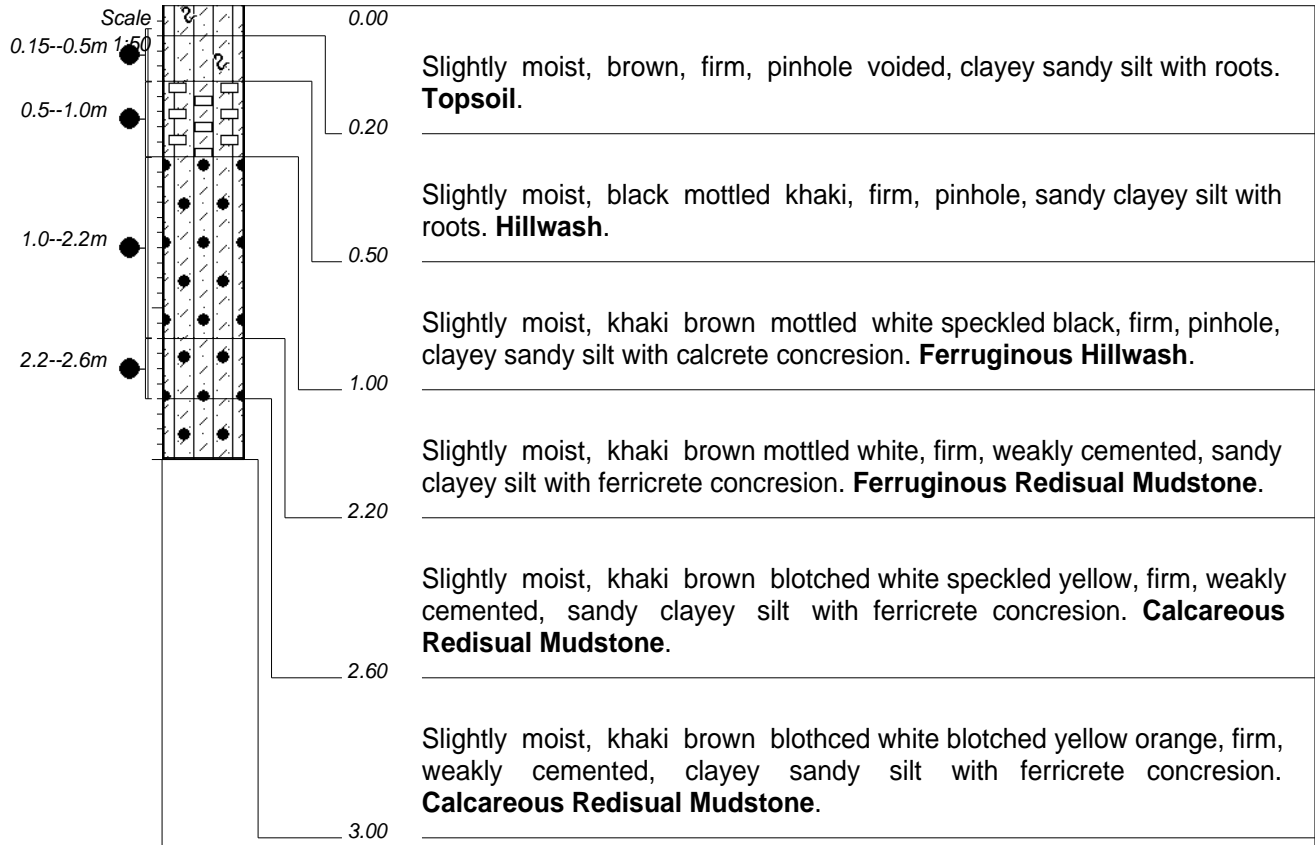 Scale
1:50
0.00
0.15--0.5m
Slightly moist, brown, firm, pinhole voided, clayey sandy silt with roots.
Topsoil.
0.5--1.0m
0.20
Slightly moist, black mottled khaki, firm, pinhole, sandy clayey silt with
roots. Hillwash.
1.0--2.2m
0.50
Slightly moist, khaki brown mottled white speckled black, firm, pinhole,
clayey sandy silt with calcrete concresion. Ferruginous Hillwash.
2.2--2.6m
1.00
Slightly moist, khaki brown mottled white, firm, weakly cemented, sandy
clayey silt with ferricrete concresion. Ferruginous Redisual Mudstone.
2.20
Slightly moist, khaki brown blotched white speckled yellow, firm, weakly
cemented, sandy clayey silt with ferricrete concresion. Calcareous
Redisual Mudstone.
2.60
Slightly moist, khaki brown blothced white blotched yellow orange, firm,
weakly cemented, clayey sandy silt with ferricrete concresion.
Calcareous Redisual Mudstone.
3.00